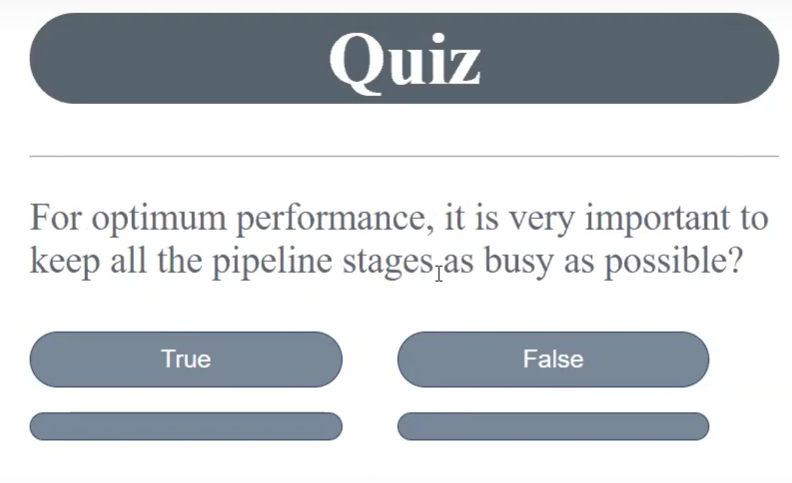 Quiz
For optimum performance, it is very important to
keep all the pipeline stages as busy as possible?
True
False